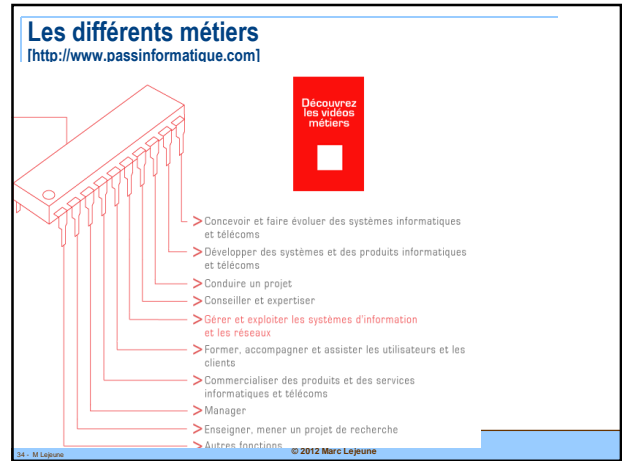 Les différents métiers
[http://www.passinformatique.com]
Découvrez
les vidéos
métiers
> Concevoir et faire évoluer des systèmes informatiques
et télécoms
> Développer des systèmes et des produits informatiques
et télécoms
> Conduire un projet
> Conseiller et expertiser
> Gérer et exploiter les systèmes d'information
et les réseaux
> Former, accompagner et assister les utilisateurs et les
clients
> Commercialiser des produits et des services
informatiques et télécoms
> Manager
> Enseigner, mener un projet de recherche
> Autres fonctions
34 - M Lejeune
© 2012 Marc Lejeune